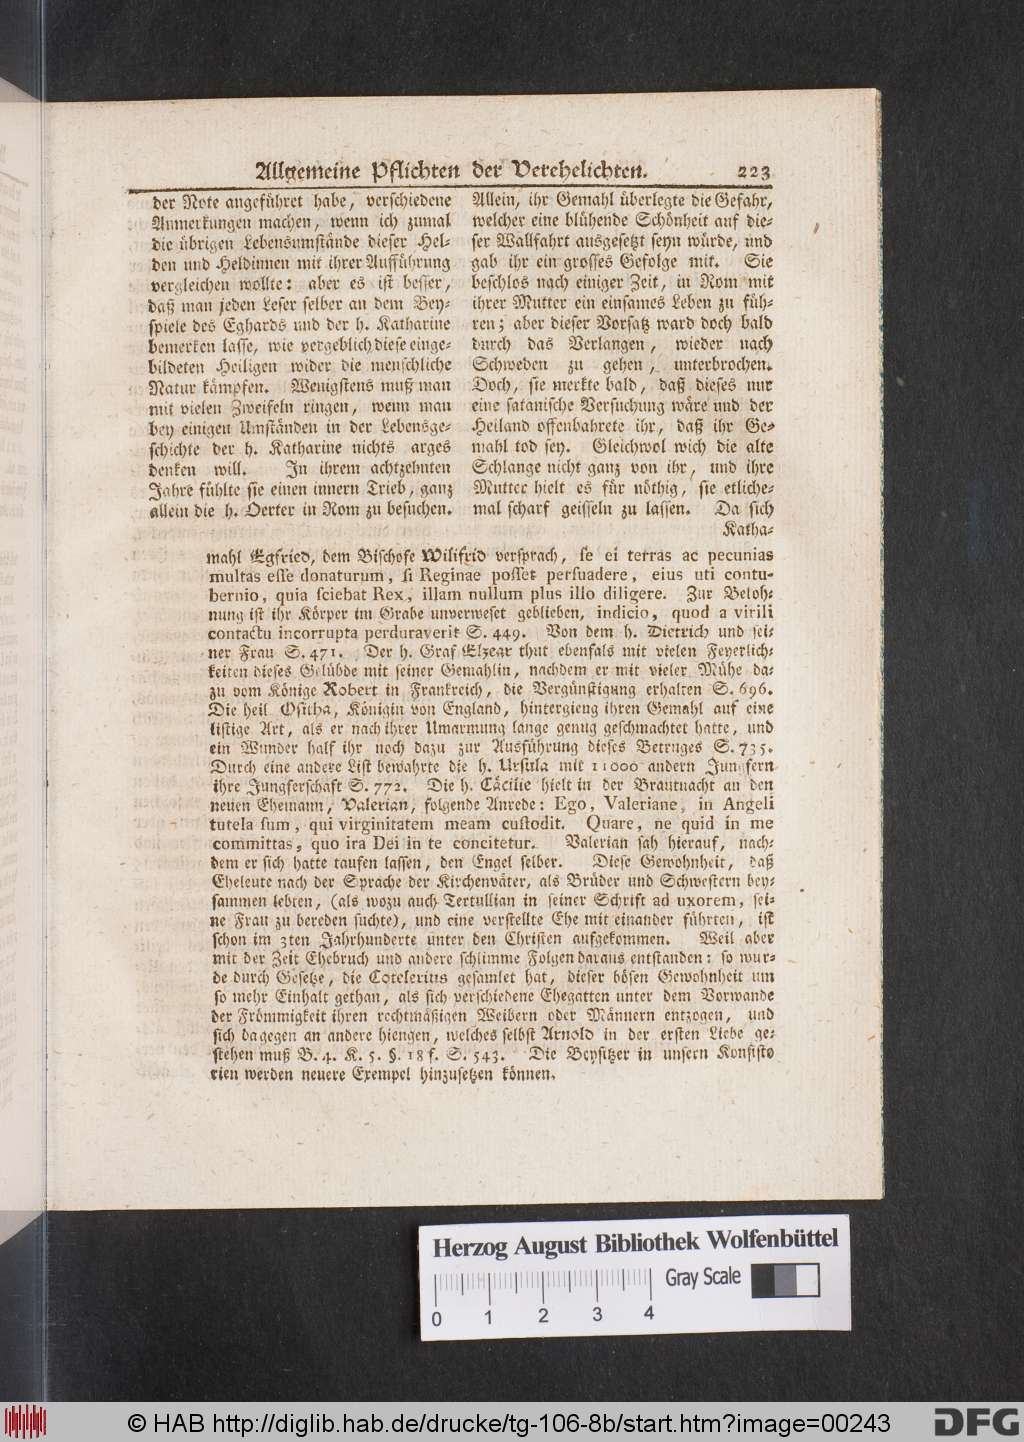 Allgemeine Pflichten der Verehelichten. 223
der Note angeführet habe, verschiedene
Anmerkungen machen, wenn ich zumal
die übrigen Lebensumstände dieser Hel-
den und Heldinnen mit ihrer Aufführung
vergleichen wollte: aber es ist besser,
daß man jeden Leser selber an dem Bey-
spiele des Eghards und der h. Katharine
bemerken lasse, wie vergeblich diese einge-
bildeten Heiligen wider die menschliche
Natur kämpfen. Wenigstens muß man
mit vielen Zweifeln ringen, wenn man
bey einigen Umständen in der Lebensge-
schichte der h. Katharine nichts arges
denken will. In ihrem achtzehnten
Jahre fühlte sie einen innern Trieb, ganz
allein die h. Oerter in Rom zu besuchen.
Allein, ihr Gemahl überlegte die Gefahr,
welcher eine blühende Schönheit auf die-
ser Wallfahrt ausgesetzt seyn würde, und
gab ihr ein grosses Gefolge mit. Sie
beschlos nach einiger Zeit, in Rom mit
ihrer Mutter ein einsames Leben zu füh-
ren; aber dieser Vorsatz ward doch bald
durch das Verlangen, wieder nach
Schweden zu gehen, unterbrochen.
Doch, sie merkte bald, daß dieses nur
eine satanische Versuchung wäre und der
Heiland offenbahrete ihr, daß ihr Ge-
mahl tod sey. Gleichwol wich die alte
Schlange nicht ganz von ihr, und ihre
Mutter hielt es für nöthig, sie etliche-
mal scharf geisseln zu lassen. Da sich
Katha-
mahl Egfried, dem Bischofe Wilifrid versprach, se ei terras ac pecunias
multas esse donaturum, si Reginae posset persuadere, eius uti contu-
bernio, quia sciebat Rex, illam nullum plus illo diligere. Zur Beloh-
nung ist ihr Körper im Grabe unverweset geblieben, indicio, quod a virili
contactu incorrupta perduraverit S. 449. Von dem h. Dietrich und sei-
ner Frau S. 471. Der h. Graf Elzear thut ebenfals mit vielen Feyerlich-
keiten dieses Gelübde mit seiner Gemahlin, nachdem er mit vieler Mühe da-
zu vom Könige Robert in Frankreich, die Vergünstigung erhalten S. 696.
Die heil Ositha, Königin von England, hintergieng ihren Gemahl auf eine
listige Art, als er nach ihrer Umarmung lange genug geschmachtet hatte, und
ein Wunder half ihr noch dazu zur Ausführung dieses Betruges S. 735.
Durch eine andere List bewahrte die h. Ursula mit 11000 andern Jungfern
ihre Jungferschaft S. 772. Die h. Cäcilie hielt in der Brautnacht an den
neuen Ehemann, Valerian, folgende Anrede: Ego, Valeriane, in Angeli
tutela sum, qui virginitatem meam custodit. Quare, ne quid in me
committas, quo ira Dei in te concitetur. Valerian sah hierauf, nach-
dem er sich hatte taufen lassen, den Engel selber. Diese Gewohnheit, daß
Eheleute nach der Sprache der Kirchenväter, als Brüder und Schwestern bey-
sammen lebten, (als wozu auch Tertullian in seiner Schrift ad uxorem, sei-
ne Frau zu bereden suchte), und eine verstellte Ehe mit einander führten, ist
schon im 3ten Jahrhunderte unter den Christen aufgekommen. Weil aber
mit der Zeit Ehebruch und andere schlimme Folgen daraus entstanden: so wur-
de durch Gesetze, die Cotelerius gesamlet hat, dieser bösen Gewohnheit um
so mehr Einhalt gethan, als sich verschiedene Ehegatten unter dem Vorwande
der Frömmigkeit ihren rechtmäßigen Weibern oder Männern entzogen, und
sich dagegen an andere hiengen, welches selbst Arnold in der ersten Liebe ge-
stehen muß B. 4. K. 5. §. 18 f. S. 543. Die Beysitzer in unsern Konsisto
rien werden neuere Exempel hinzusetzen können.
Herzog August Bibliothek Wolfenbüttel
Gray Scale
0 1 2 3 4
© HAB http://diglib.hab.de/drucke/tg-106-8b/start.htm?image=00243
DFG